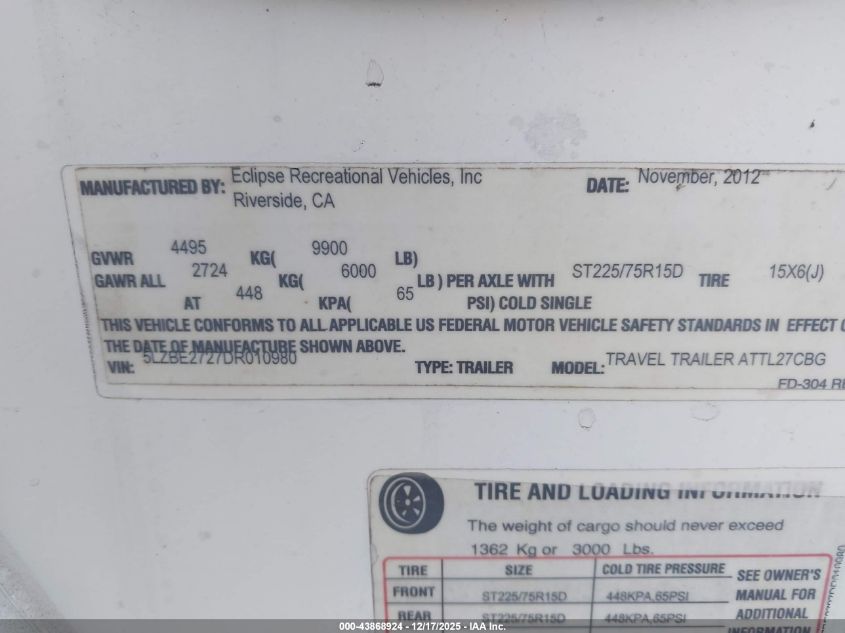 MANUFACTURED BY: Eclipse Recreational Vehicles, Inc DATE: November, 2012
Riverside, CA
GVWR 4495 KG( 9900 LB)
GAWR ALL 2724 KG( 6000 LB ) PER AXLE WITH ST225/75R15D TIRE 15X6(J)
AT 448 KPA( 65 PSI) COLD SINGLE
THIS VEHICLE CONFORMS TO ALL APPLICABLE US FEDERAL MOTOR VEHICLE SAFETY STANDARDS IN EFFECT
THE DATE OF MANUFACTURE SHOWN ABOVE.
VIN: 5LZBE2727DR010980 TYPE: TRAILER MODEL: TRAVEL TRAILER ATTL27CBG
FD-304
TIRE AND LOADING INFORMATION
The weight of cargo should never exceed
1362 Kg or 3000 Lbs.
TIRE SIZE COLD TIRE PRESSURE SEE OWNER'S
FRONT ST225/75R15D 448KPA,65PSI MANUAL FOR
REAR ST225/75R15D 448KPA,65PSI ADDITIONAL
INFORMATION
000-43868924 - 12/17/2025 - IAA Inc.